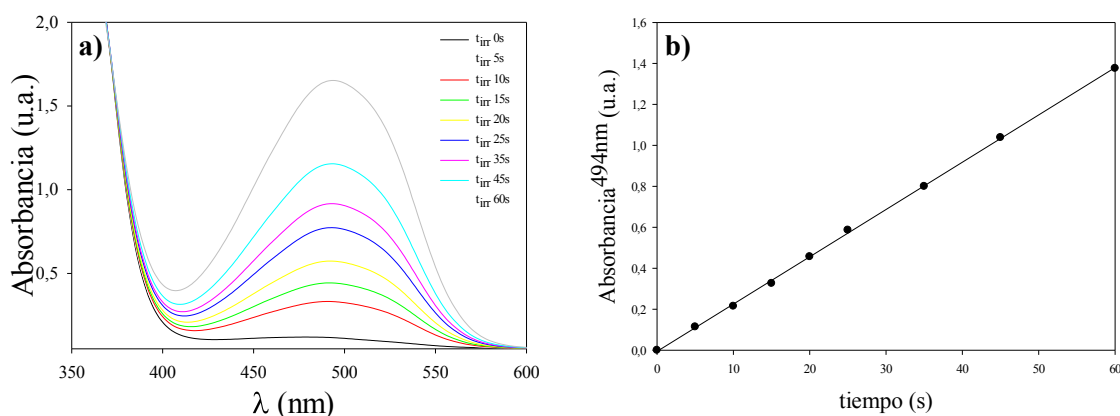 a)
Absorbancia (u.a.)
2,0
1,5
1,0
0,5
350 400 450 500 550 600
λ (nm)
t_irr 0s
t_irr 5s
t_irr 10s
t_irr 15s
t_irr 20s
t_irr 25s
t_irr 35s
t_irr 45s
t_irr 60s
b)
Absorbancia^494nm (u.a.)
1,6
1,4
1,2
1,0
0,8
0,6
0,4
0,2
0,0
0 10 20 30 40 50 60
tiempo (s)